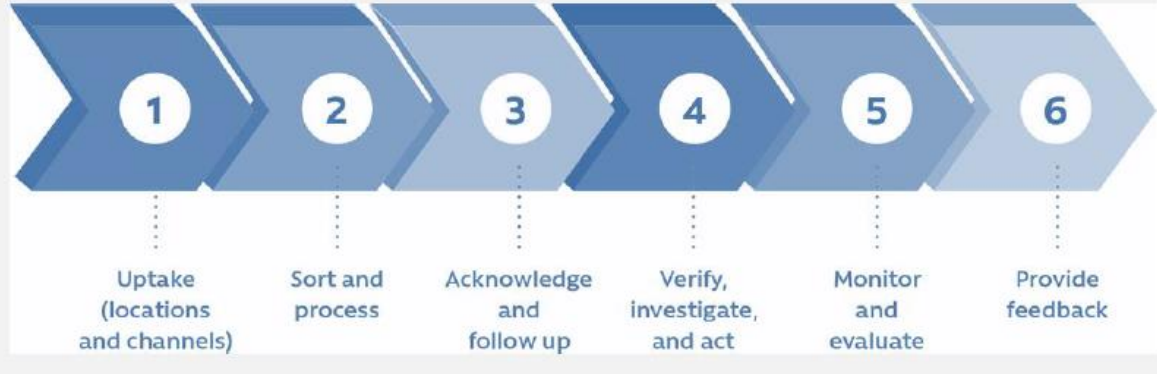 1
2
3
4
5
6
Uptake
(locations
and channels)
Sort and
process
Acknowledge
and
follow up
Verify,
investigate,
and act
Monitor
and
evaluate
Provide
feedback